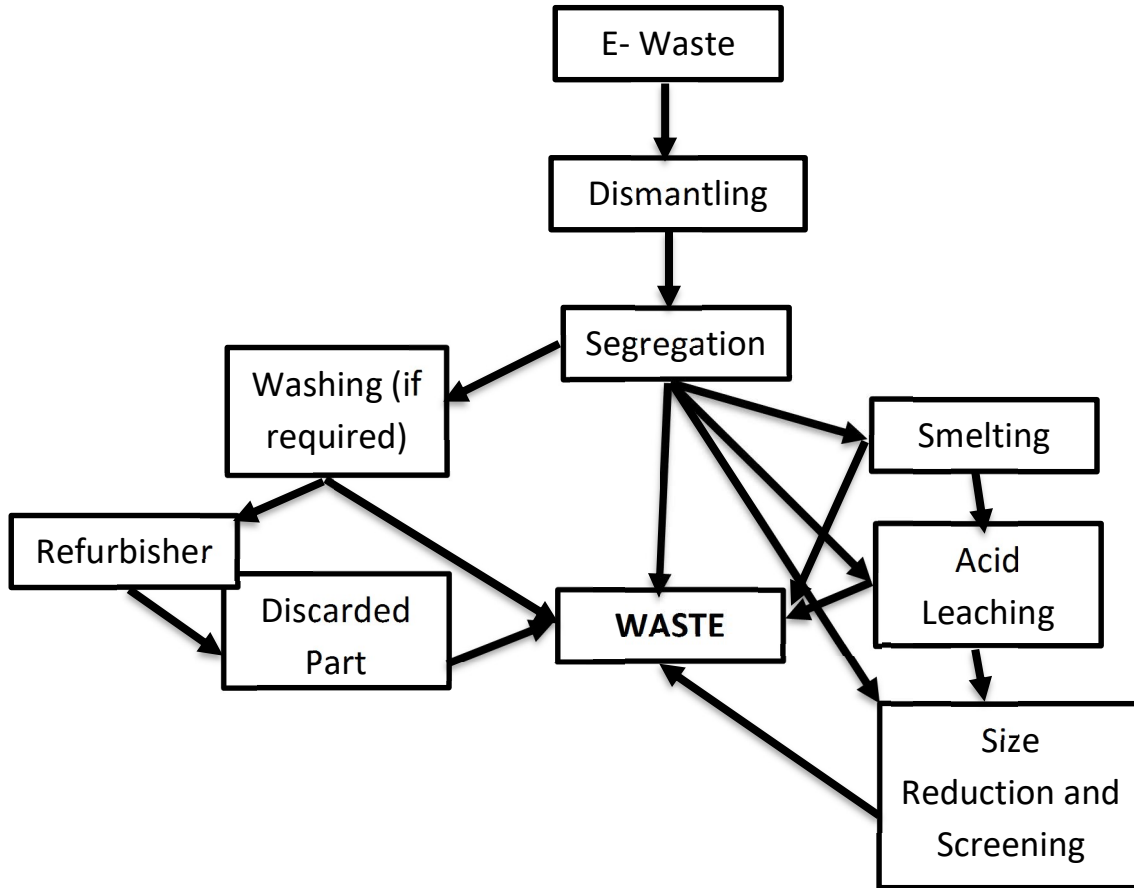 E- Waste
Dismantling
Segregation
Washing (if
required)
Smelting
Refurbisher
Acid
Leaching
Discarded
Part
WASTE
Size
Reduction and
Screening